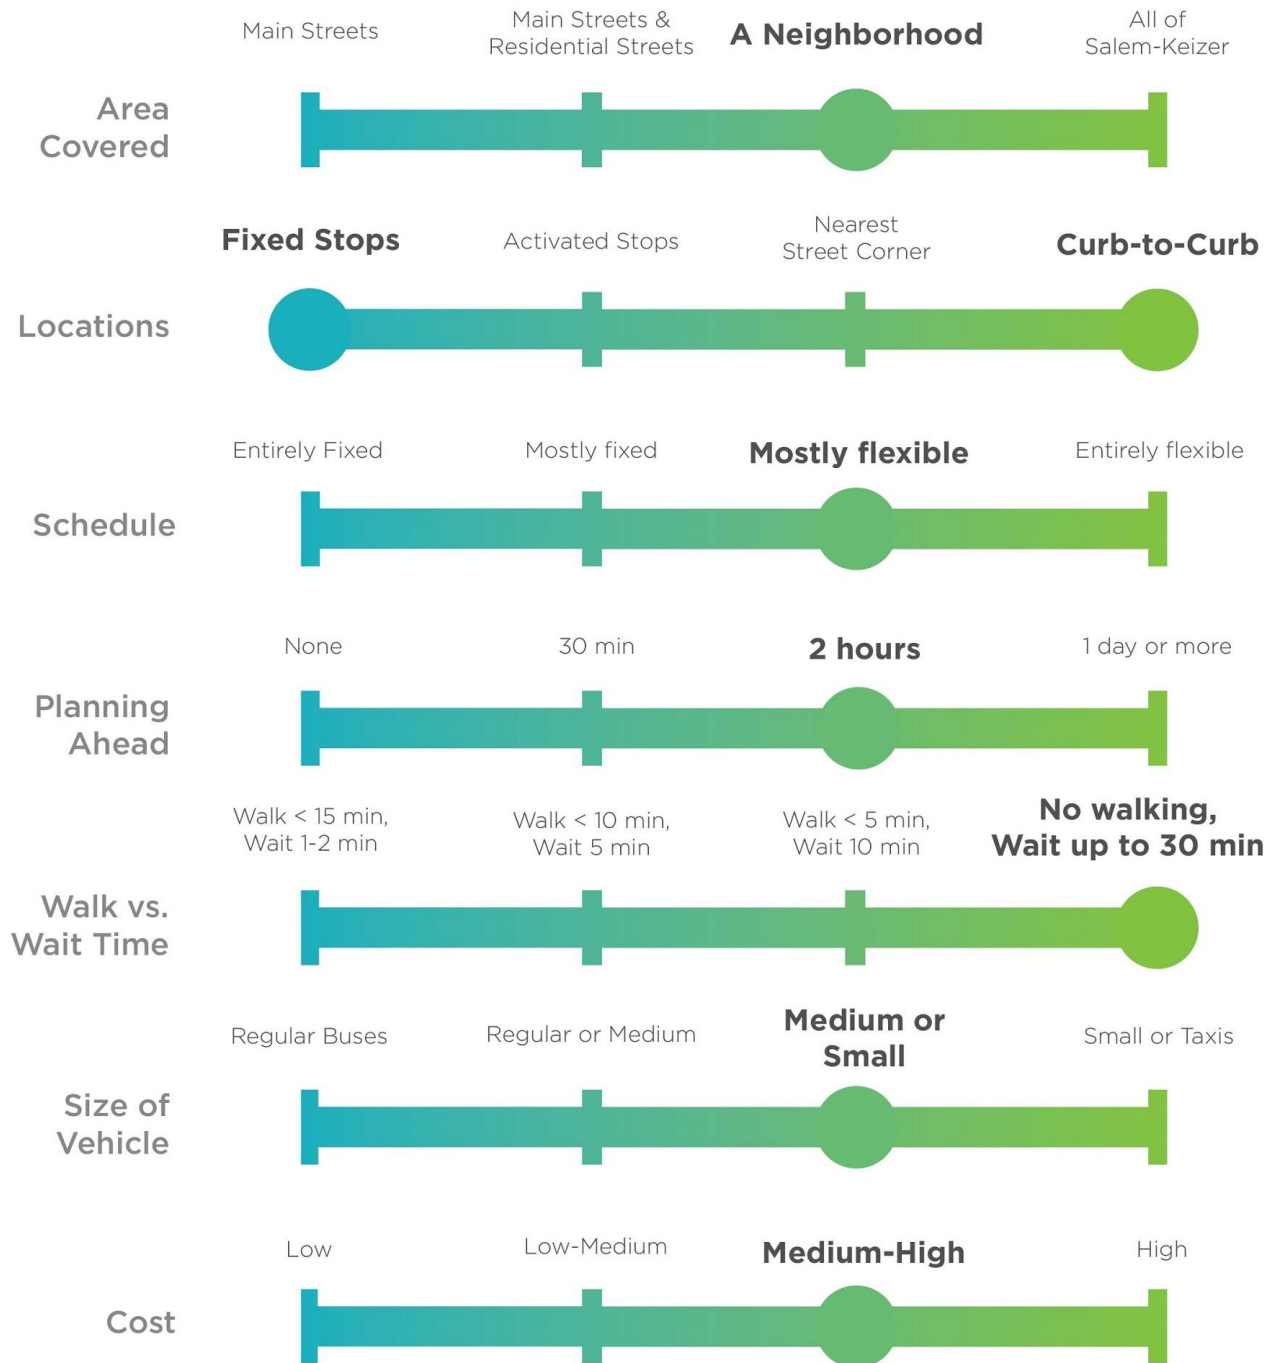 Main Streets
Main Streets &
Residential Streets
A Neighborhood
All of
Salem-Keizer
Area
Covered
Fixed Stops
Activated Stops
Nearest
Street Corner
Curb-to-Curb
Locations
Entirely Fixed
Mostly fixed
Mostly flexible
Entirely flexible
Schedule
None
30 min
2 hours
1 day or more
Planning
Ahead
Walk < 15 min,
Wait 1-2 min
Walk < 10 min,
Wait 5 min
Walk < 5 min,
Wait 10 min
No walking,
Wait up to 30 min
Walk vs.
Wait Time
Regular Buses
Regular or Medium
Medium or
Small
Small or Taxis
Size of
Vehicle
Low
Low-Medium
Medium-High
High
Cost